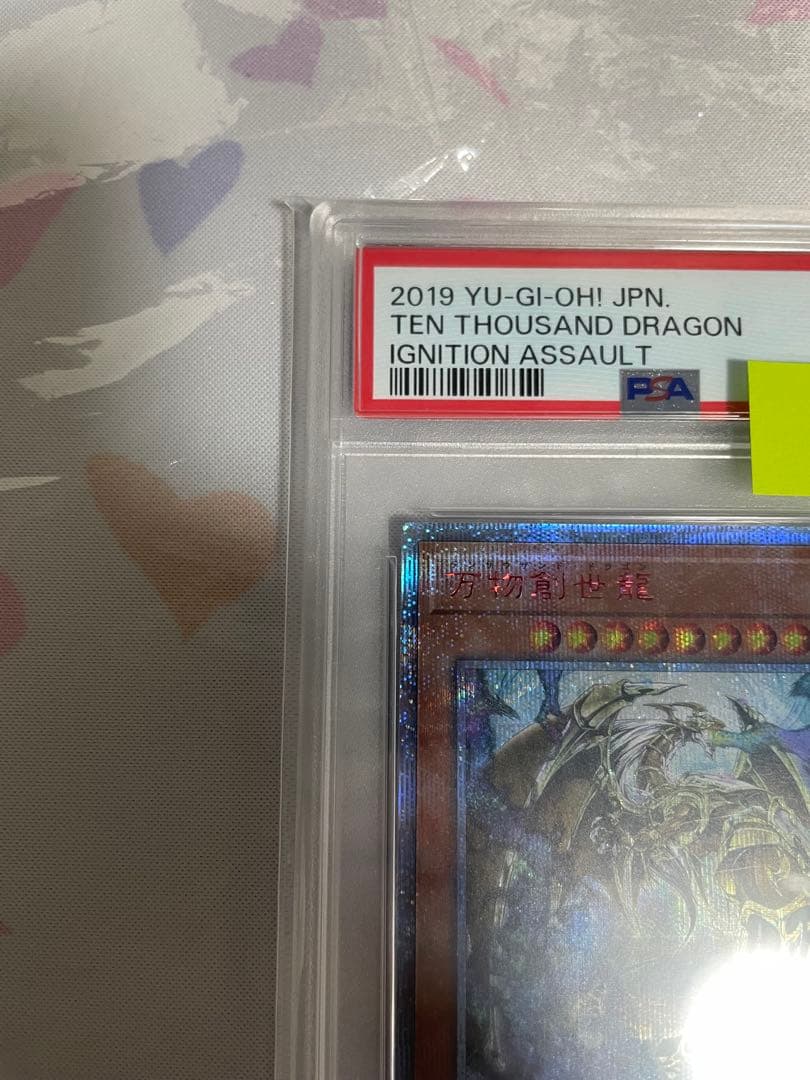 2019 YU-GI-OH! JPN.
TEN THOUSAND DRAGON
IGNITION ASSAULT
PSA
万物創世龍